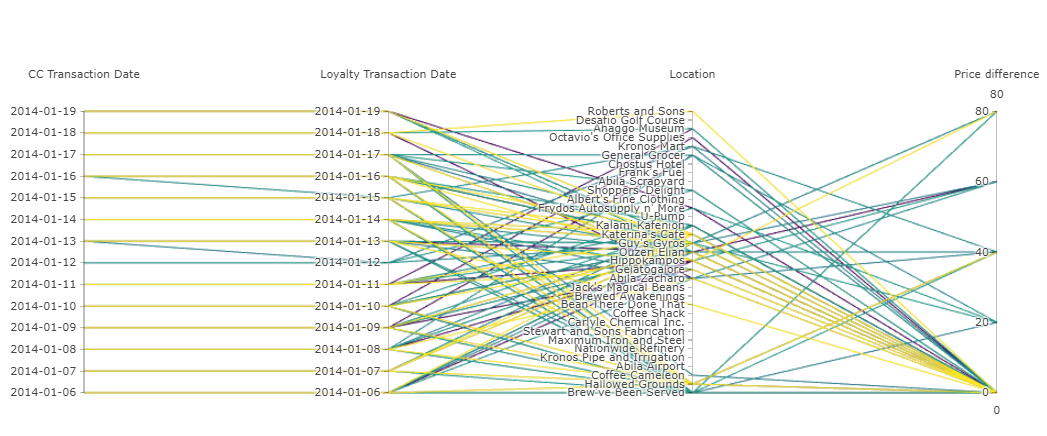 CC Transaction Date
2014-01-19
2014-01-18
2014-01-17
2014-01-16
2014-01-15
2014-01-14
2014-01-13
2014-01-12
2014-01-11
2014-01-10
2014-01-09
2014-01-08
2014-01-07
2014-01-06
Loyalty Transaction Date
2014-01-19
2014-01-18
2014-01-17
2014-01-16
2014-01-15
2014-01-14
2014-01-13
2014-01-12
2014-01-11
2014-01-10
2014-01-09
2014-01-08
2014-01-07
2014-01-06
Location
Roberts and Sons
Desafio Golf Course
Ahaggo Museum
Octavio's Office Supplies
Kronos Mart
General Grocer
Chostus Hotel
Frank's Fuel
Abila Scrapyard
Shoppers' Delight
Albert's Fine Clothing
Frydos Autosupply n' More
U-Pump
Kalami Kafenion
Katerina's Cafe
Guy's Gyros
Ouzeri Elian
Hippokampos
Gelatogalore
Abila Zacharo
Jack's Magical Beans
Brewed Awakenings
Bean There Done That
Coffee Shack
Carlyle Chemical Inc.
Stewart and Sons Fabrication
Maximum Iron and Steel
Nationwide Refinery
Kronos Pipe and Irrigation
Abila Airport
Coffee Cameleon
Hallowed Grounds
Brew've Been Served
Price difference
80
80
60
40
20
0
0